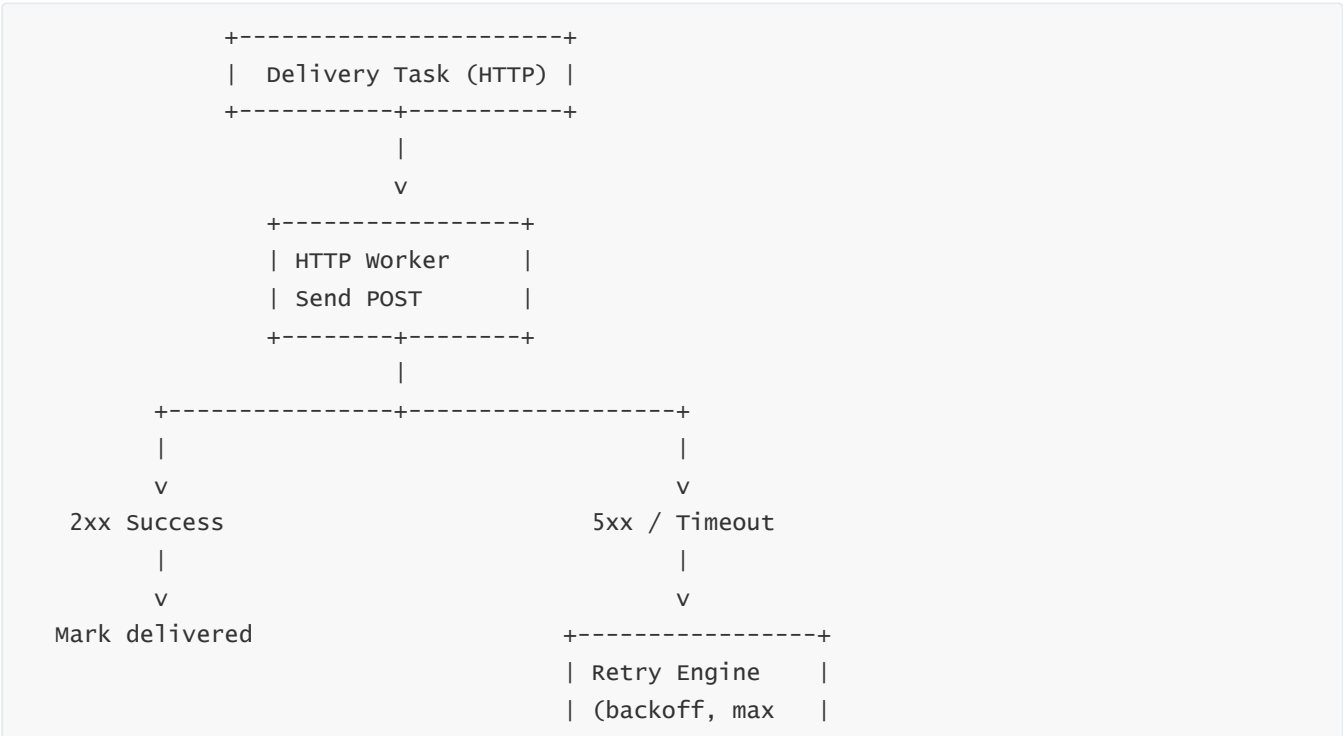 +-----------------------+
|  Delivery Task (HTTP) |
+-----------+-----------+
            |
            v
   +-----------------+
   | HTTP Worker     |
   | Send POST       |
   +--------+--------+
            |
+----------------+-------------------+
|                                    |
v                                    v
2xx Success                          5xx / Timeout
|                                    |
v                                    v
Mark delivered                      +-----------------+
| Retry Engine    |
| (backoff, max   |